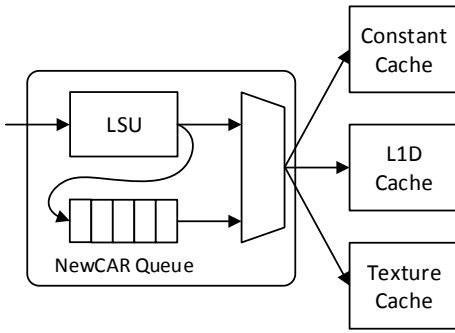 Constant
Cache
LSU
L1D
Cache
NewCAR Queue
Texture
Cache